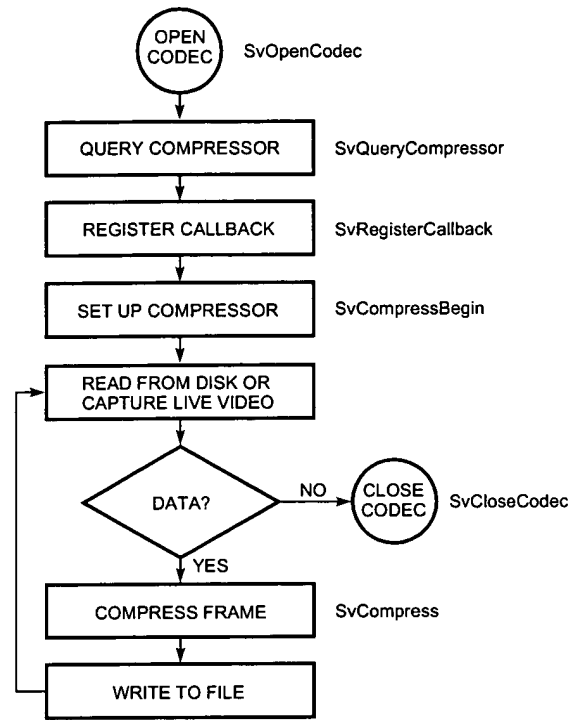 OPEN
CODEC
SvOpenCodec
QUERY COMPRESSOR
SvQueryCompressor
REGISTER CALLBACK
SvRegisterCallback
SET UP COMPRESSOR
SvCompressBegin
READ FROM DISK OR
CAPTURE LIVE VIDEO
DATA?
NO
CLOSE
CODEC
SvCloseCodec
YES
COMPRESS FRAME
SvCompress
WRITE TO FILE